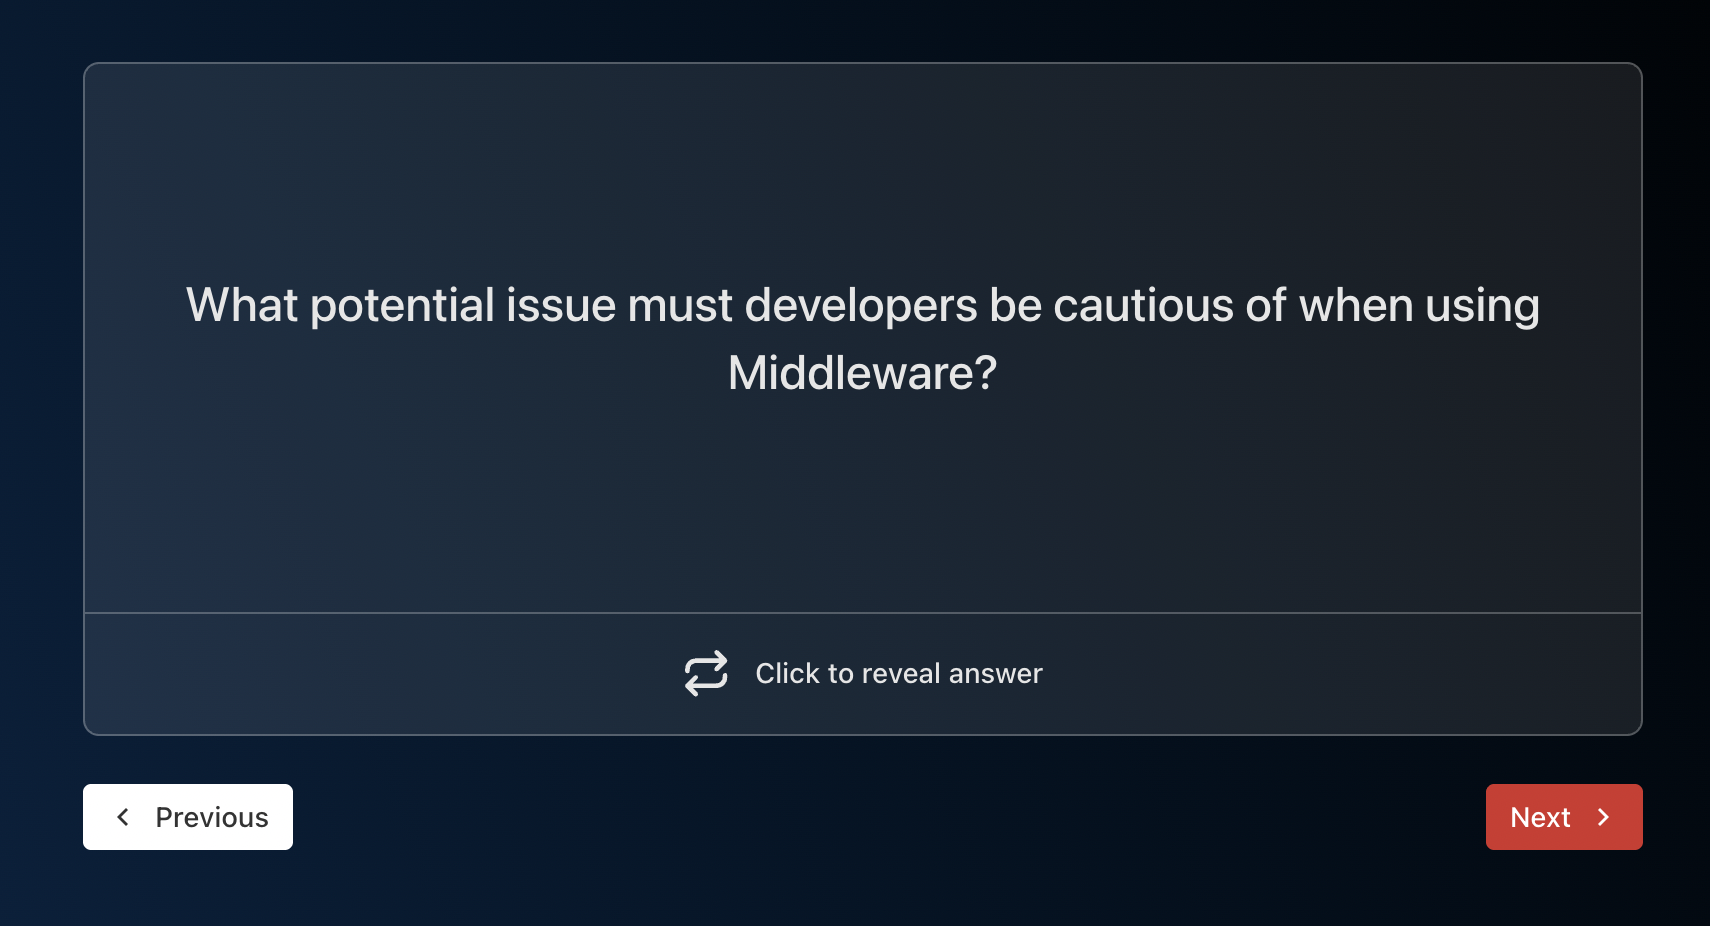 What potential issue must developers be cautious of when using
Middleware?
Click to reveal answer
Previous
Next